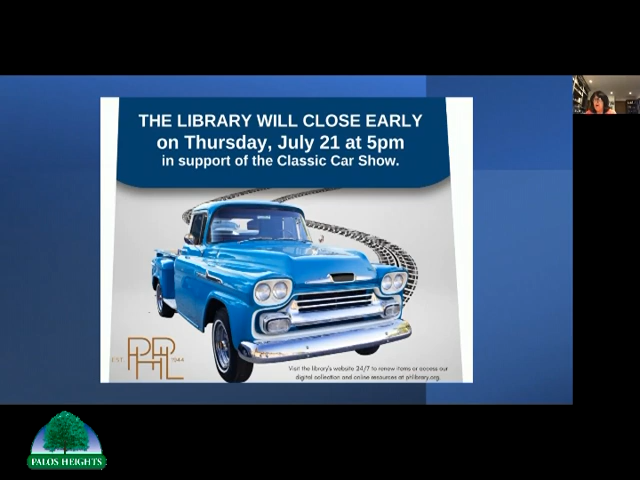 THE LIBRARY WILL CLOSE EARLY
on Thursday, July 21 at 5pm
in support of the Classic Car Show.
EST. PHPL 1944
Visit the library's website 24/7 to renew items or access our
digital collection and online resources at phlibrary.org.
PALOS HEIGHTS